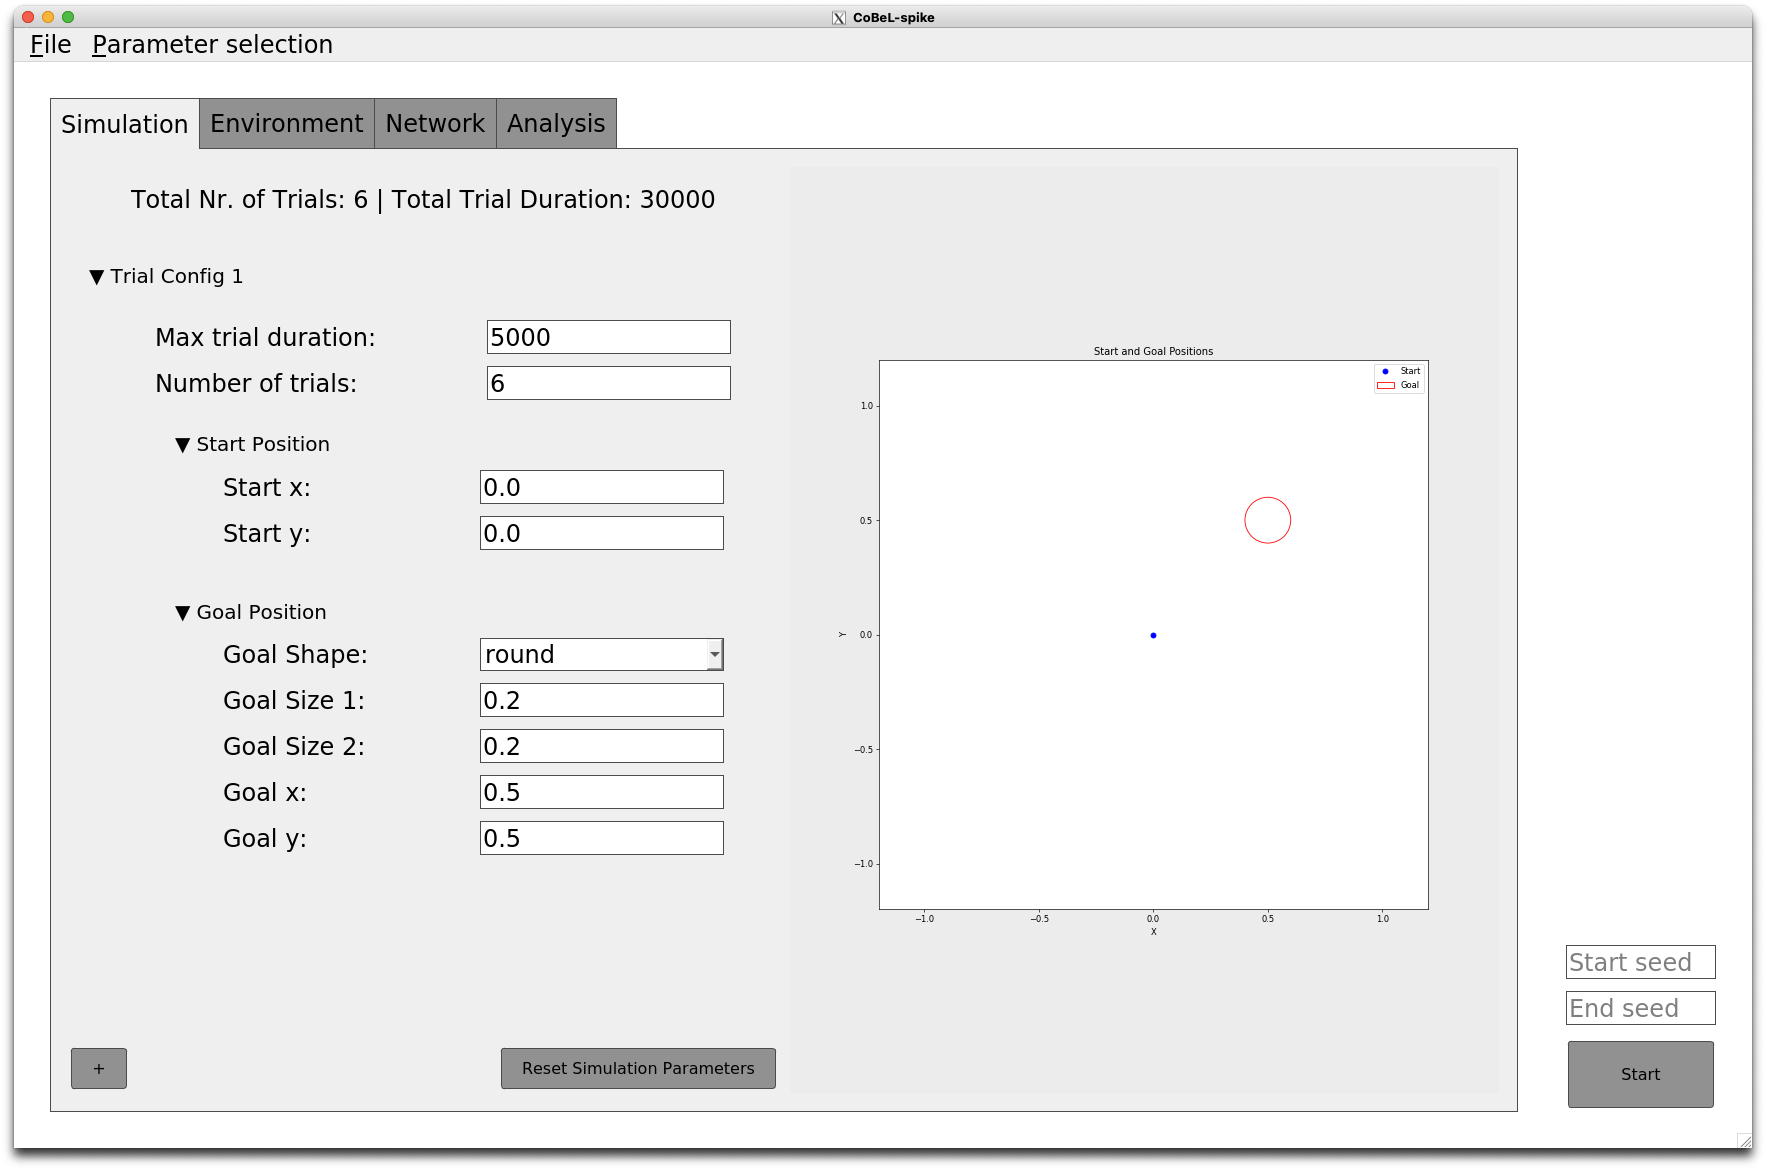 CoBeL-spike
File Parameter selection
Simulation Environment Network Analysis
Total Nr. of Trials: 6 | Total Trial Duration: 30000
▼ Trial Config 1
Max trial duration: 5000
Number of trials: 6
▼ Start Position
Start x: 0.0
Start y: 0.0
▼ Goal Position
Goal Shape: round
Goal Size 1: 0.2
Goal Size 2: 0.2
Goal x: 0.5
Goal y: 0.5
+ Reset Simulation Parameters
Start and Goal Positions
Start
Goal
1.0
0.5
0.0
−0.5
−1.0
Y
−1.0 −0.5 0.0 0.5 1.0
X
Start seed
End seed
Start